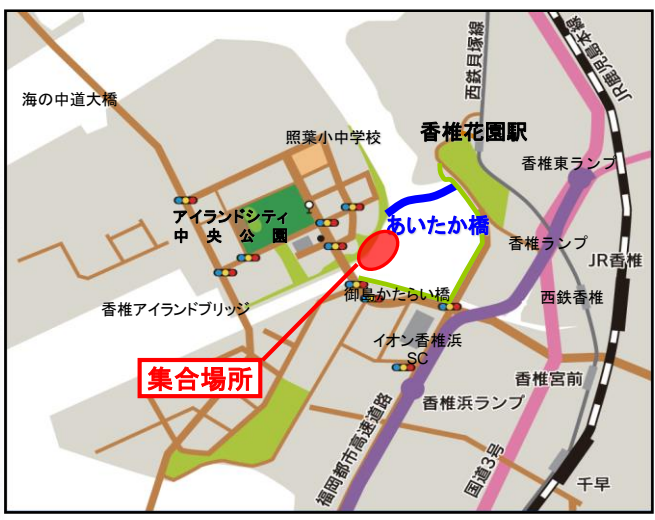 海の中道大橋
照葉小中学校
西鉄貝塚線
JR鹿児島本線
香椎花園駅
香椎東ランプ
アイランドシティ
中央公園
あいたか橋
香椎ランプ
JR香椎
御島かたらい橋
西鉄香椎
香椎アイランドブリッジ
イオン香椎浜
SC
集合場所
香椎宮前
香椎浜ランプ
福岡都市高速道路
国道3号
千早